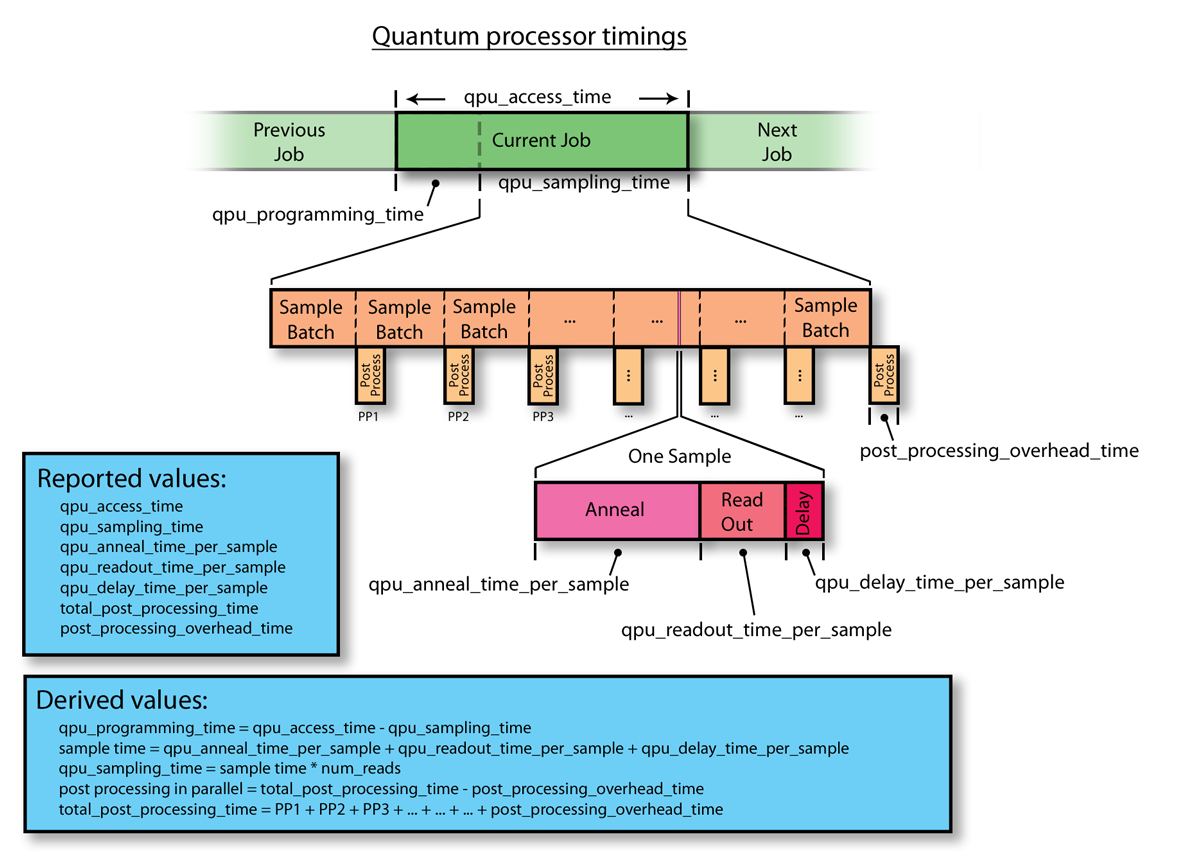 Quantum processor timings
qpu_access_time
Previous
Job
Current Job
Next
Job
qpu_sampling_time
qpu_programming_time
Sample
Batch
Sample
Batch
Sample
Batch
...
...
...
Sample
Batch
Post
Process
Post
Process
Post
Process
...
...
...
Post
Process
PP1
PP2
PP3
...
...
...
post_processing_overhead_time
One Sample
Anneal
Read
Out
Delay
qpu_anneal_time_per_sample
qpu_delay_time_per_sample
qpu_readout_time_per_sample
Reported values:
qpu_access_time
qpu_sampling_time
qpu_anneal_time_per_sample
qpu_readout_time_per_sample
qpu_delay_time_per_sample
total_post_processing_time
post_processing_overhead_time
Derived values:
qpu_programming_time = qpu_access_time - qpu_sampling_time
sample time = qpu_anneal_time_per_sample + qpu_readout_time_per_sample + qpu_delay_time_per_sample
qpu_sampling_time = sample time * num_reads
post processing in parallel = total_post_processing_time - post_processing_overhead_time
total_post_processing_time = PP1 + PP2 + PP3 + ... + ... + ... + post_processing_overhead_time